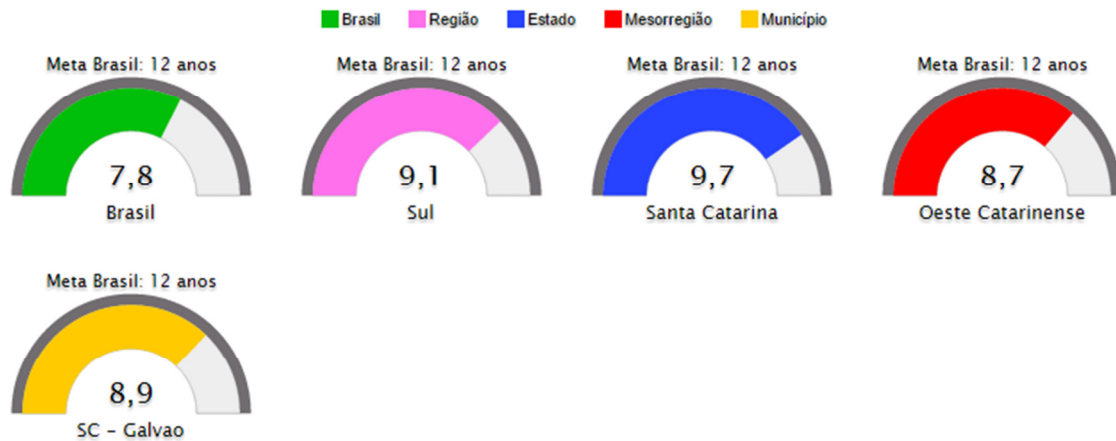 Brasil Região Estado Mesorregião Município
Meta Brasil: 12 anos Meta Brasil: 12 anos Meta Brasil: 12 anos Meta Brasil: 12 anos
7,8 9,1 9,7 8,7
Brasil Sul Santa Catarina Oeste Catarinense
Meta Brasil: 12 anos
8,9
SC - Galvao